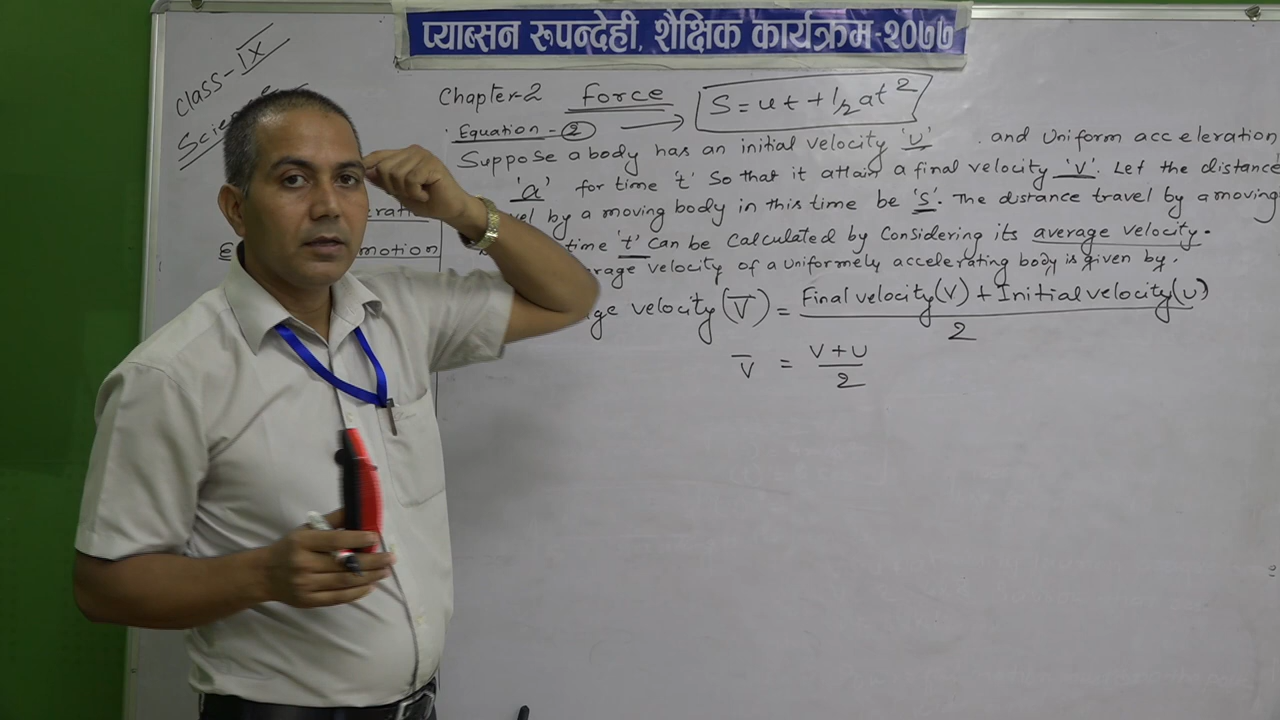 प्याब्सन रुपन्देही, शैक्षिक कार्यक्रम-२०७७
Class-IX
Chapter-2 Force S = ut + 1/2 at²
Equation - ②
Suppose a body has an initial velocity 'u' and Uniform acceleration,
'a' for time 't' So that it attain a final velocity 'v'. Let the distance
by a moving body in this time be 's'. The distance travel by a moving
time 't' can be Calculated by Considering its average velocity.
velocity of a Uniformely accelerating body is given by.
velocity (V̅) = Final velocity (V) + Initial velocity (U) / 2
V̅ = V + U / 2
motion